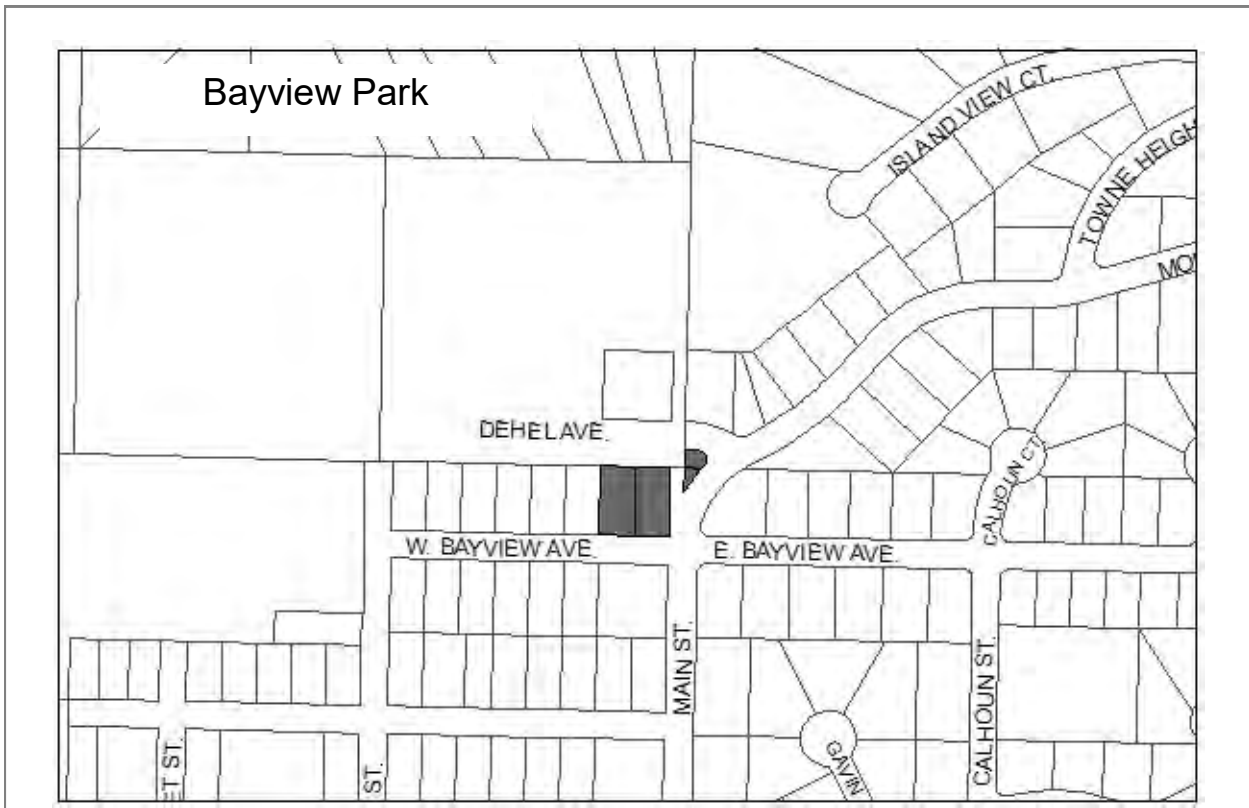 Bayview Park
ISLAND VIEW CT.
TOWNE HEIGH
MO
DEHEL AVE.
CALHOUN CT.
W. BAYVIEW AVE.
E. BAYVIEW AVE.
MAIN ST.
CALHOUN ST.
GAVIN
ET ST.
ST.